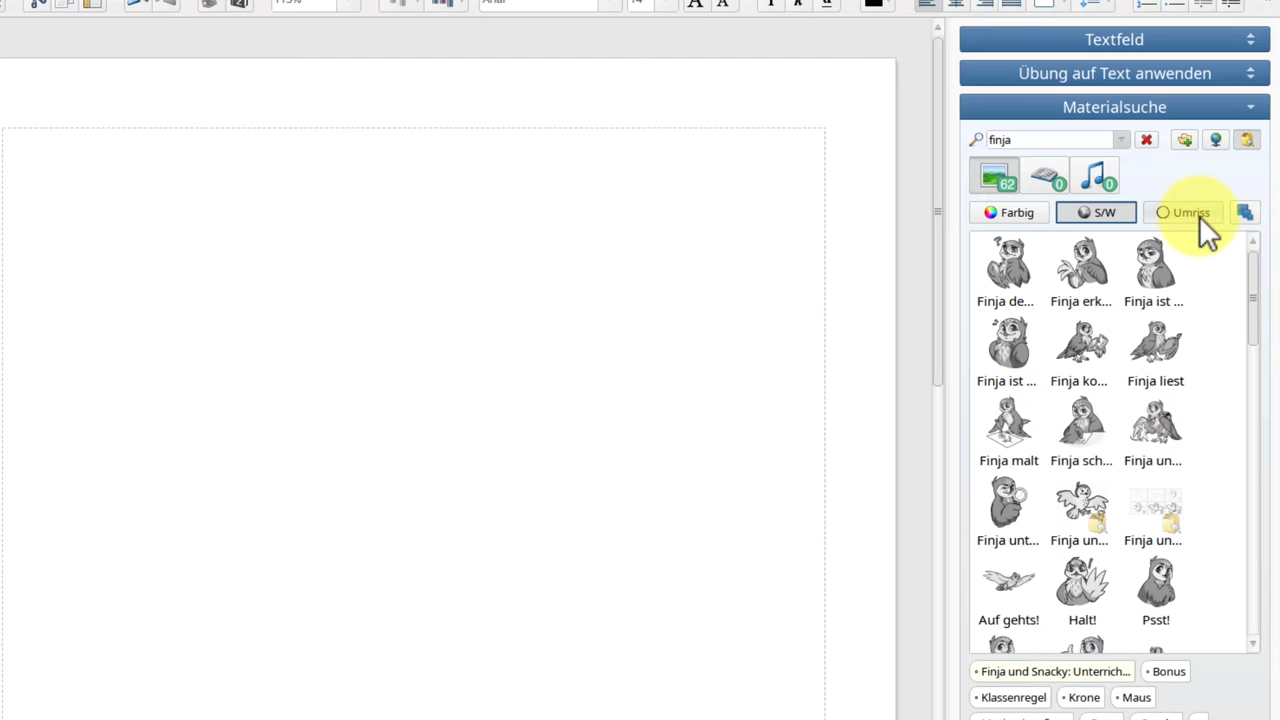 Textfeld
Übung auf Text anwenden
Materialsuche
finja
62 0 0
Farbig S/W Umriss
Finja de... Finja erk... Finja ist ...
Finja ist ... Finja ko... Finja liest
Finja malt Finja sch... Finja un...
Finja unt... Finja un... Finja un...
Auf gehts! Halt! Psst!
Finja und Snacky: Unterrich... Bonus
Klassenregel Krone Maus